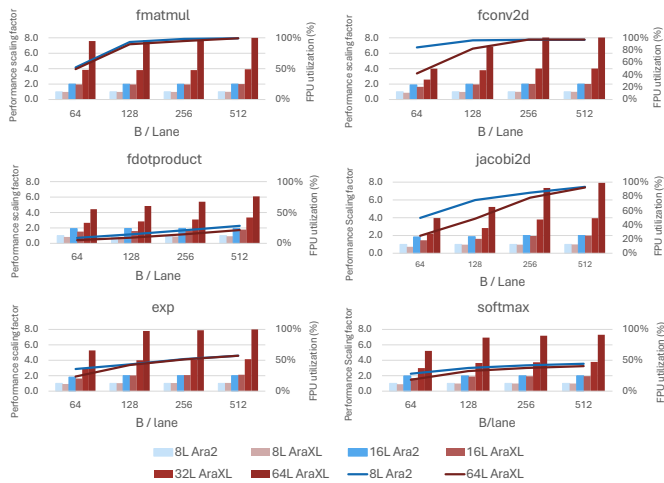 fmatmul
fconv2d
Performance scaling factor
8.0
6.0
4.0
2.0
100%
50%
0%
FPU utilization (%)
64
128
256
512
B / Lane
Performance scaling factor
8.0
6.0
4.0
2.0
100%
80%
60%
40%
20%
0%
FPU utilization (%)
64
128
256
512
B / Lane
fdotproduct
jacobi2d
Performance Scaling factor
8.0
6.0
4.0
2.0
0.0
100%
50%
0%
FPU utilization (%)
64
128
256
512
B / Lane
Performance scaling factor
8.0
6.0
4.0
2.0
0.0
100%
80%
60%
40%
20%
0%
FPU utilization (%)
64
128
256
512
B / Lane
exp
softmax
Performance scaling factor
8.0
6.0
4.0
2.0
0.0
100%
50%
0%
FPU utilization (%)
64
128
256
512
B / lane
Performance Scaling factor
8.0
6.0
4.0
2.0
0.0
100%
50%
0%
FPU utilization (%)
64
128
256
512
B/lane
8L Ara2
8L AraXL
16L Ara2
16L AraXL
32L AraXL
64L AraXL
8L Ara2
64L AraXL